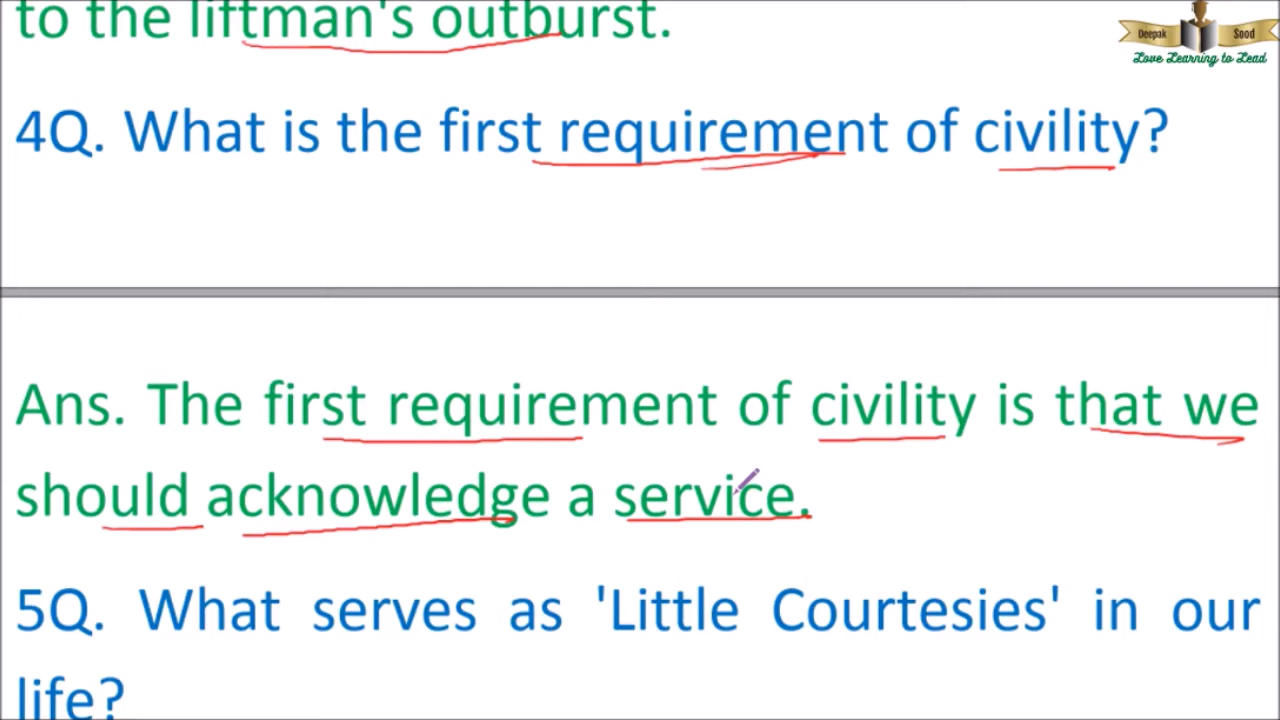 to the liftman's outburst.
Deepak Sood
Love Learning to Lead
4Q. What is the first requirement of civility?
Ans. The first requirement of civility is that we
should acknowledge a service.
5Q. What serves as 'Little Courtesies' in our
life?